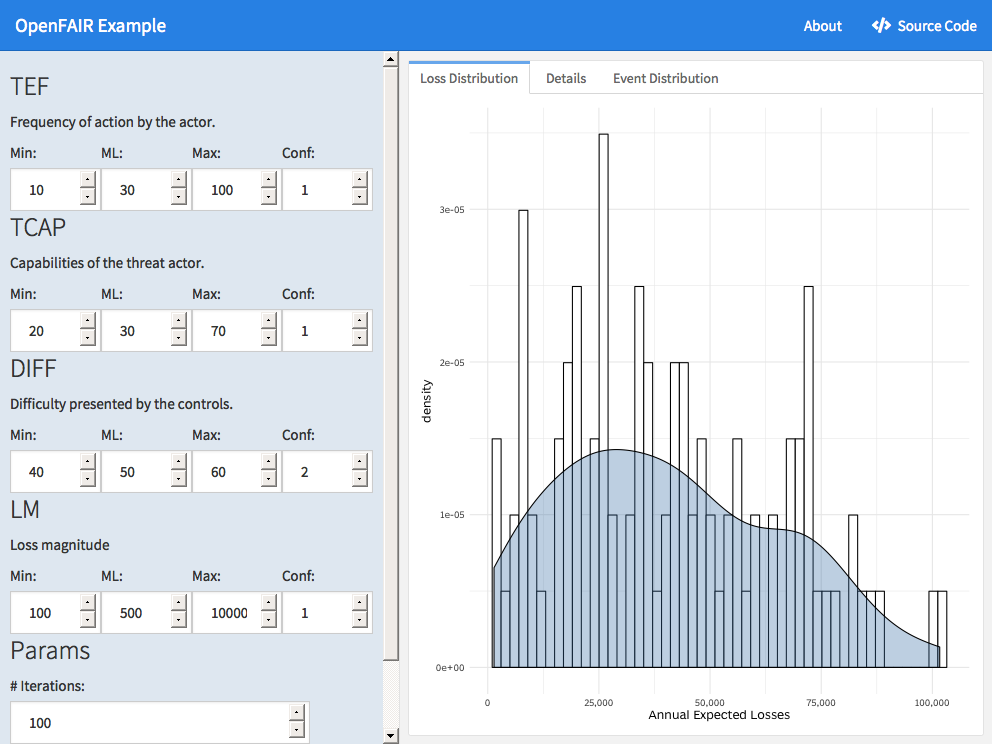 OpenFAIR Example
About </> Source Code
TEF
Frequency of action by the actor.
Min: ML: Max: Conf:
10 30 100 1
TCAP
Capabilities of the threat actor.
Min: ML: Max: Conf:
20 30 70 1
DIFF
Difficulty presented by the controls.
Min: ML: Max: Conf:
40 50 60 2
LM
Loss magnitude
Min: ML: Max: Conf:
100 500 10000 1
Params
# Iterations:
100
Loss Distribution Details Event Distribution
density
3e-05
2e-05
1e-05
0e+00
0 25,000 50,000 75,000 100,000
Annual Expected Losses